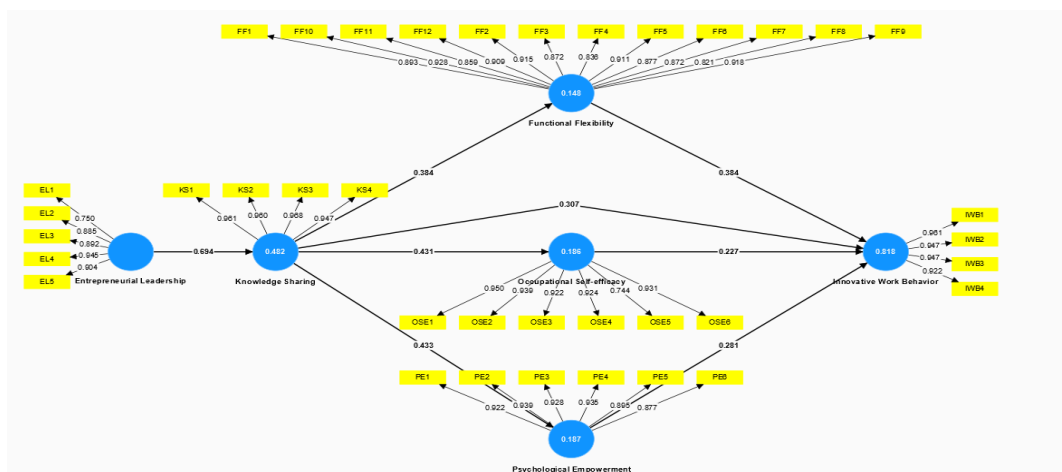 FF1 FF10 FF11 FF12 FF2 FF3 FF4 FF5 FF6 FF7 FF8 FF9
0.893 0.928 0.859 0.909 0.915 0.872 0.836 0.911 0.877 0.872 0.821 0.918
0.148
Functional Flexibility
0.384
0.384
EL1
EL2
EL3
EL4
EL5
0.750
0.885
0.892
0.945
0.904
Entrepreneurial Leadership
0.694
KS1 KS2 KS3 KS4
0.961 0.960 0.968 0.947
0.482
Knowledge Sharing
0.307
0.431
0.186
Occupational Self-efficacy
0.227
0.950 0.939 0.922 0.924 0.744 0.931
OSE1 OSE2 OSE3 OSE4 OSE5 OSE6
0.818
Innovative Work Behavior
0.961
0.947
0.947
0.922
IWB1
IWB2
IWB3
IWB4
0.433
0.281
PE1 PE2 PE3 PE4 PE5 PE6
0.922 0.939 0.928 0.935 0.895 0.877
0.187
Psychological Empowerment